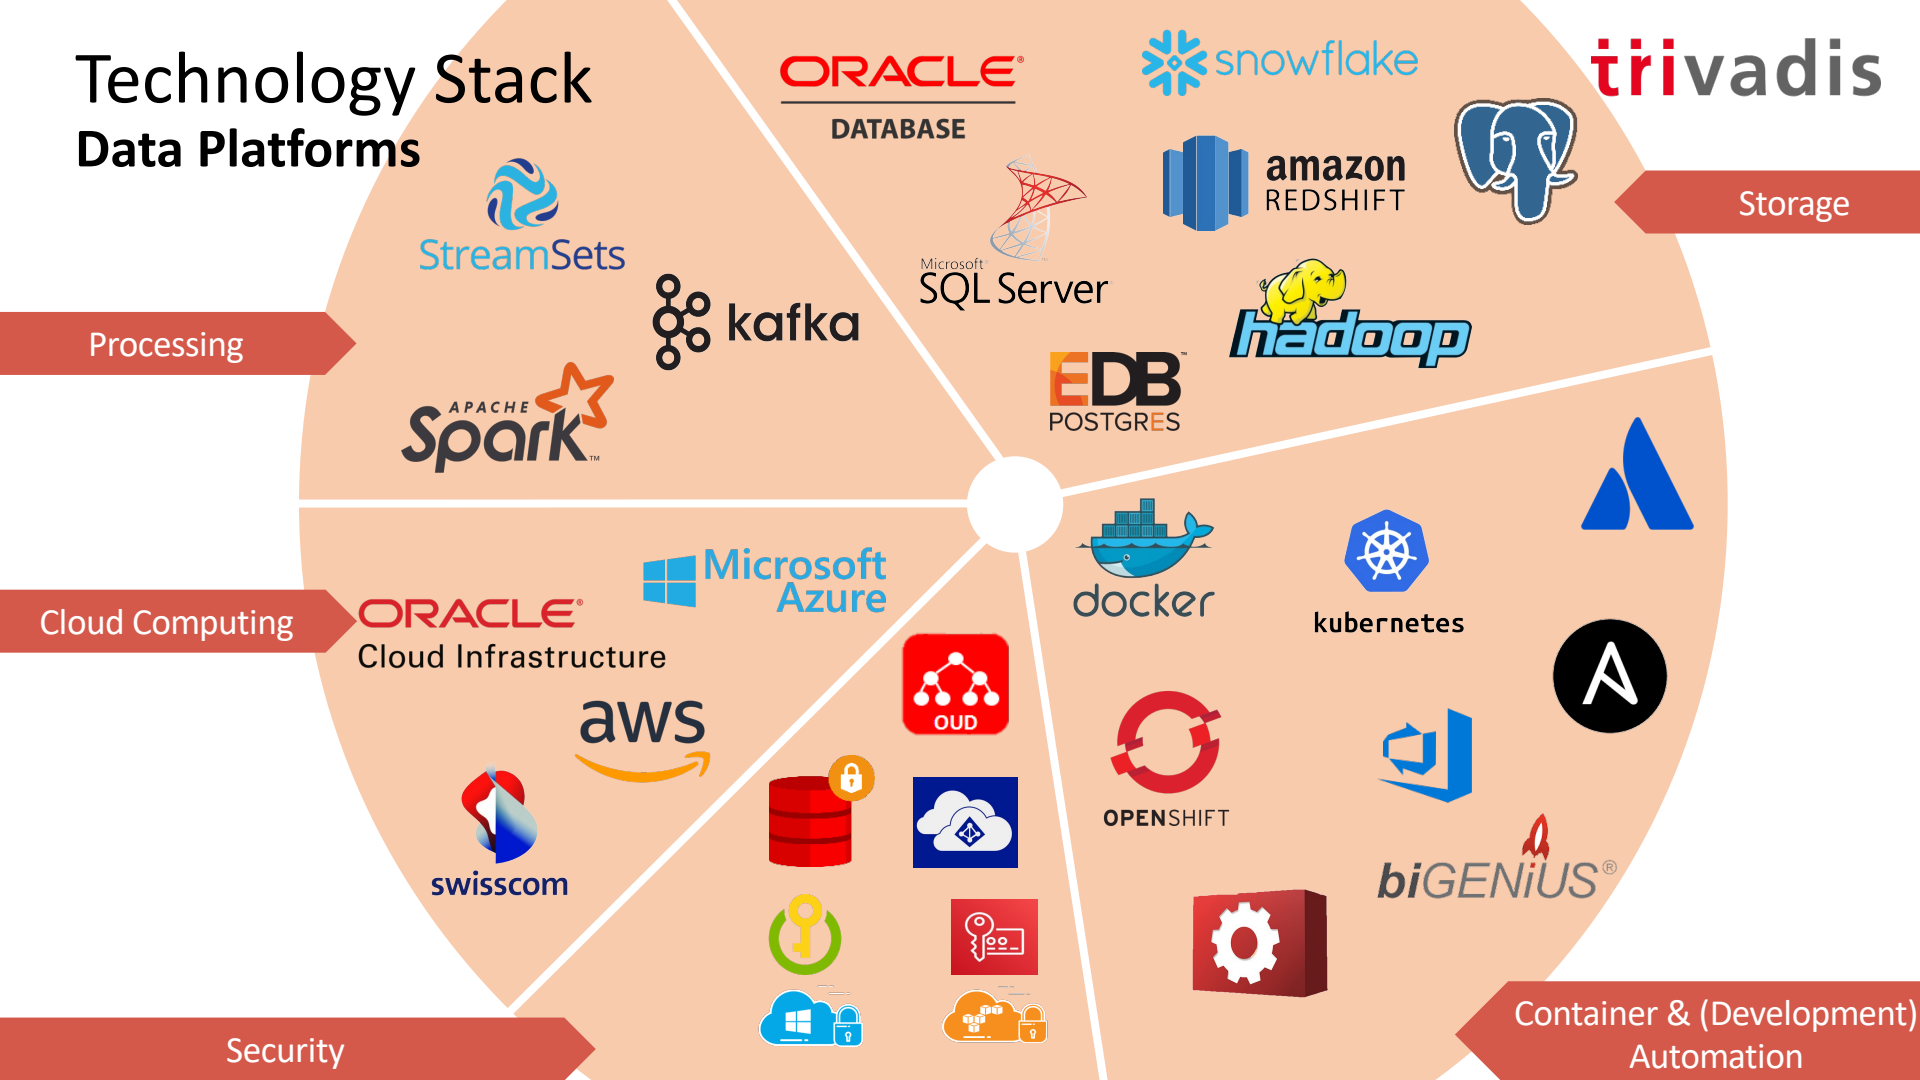 Technology Stack
Data Platforms
trivadis
Processing
StreamSets
kafka
APACHE
Spark™
Storage
ORACLE®
DATABASE
snowflake
amazon
REDSHIFT
Microsoft®
SQL Server
hadoop
EDB™
POSTGRES
Cloud Computing
Microsoft
Azure
ORACLE®
Cloud Infrastructure
aws
swisscom
Security
OUD
Container & (Development)
Automation
docker
kubernetes
OPENSHIFT
biGENiUS®